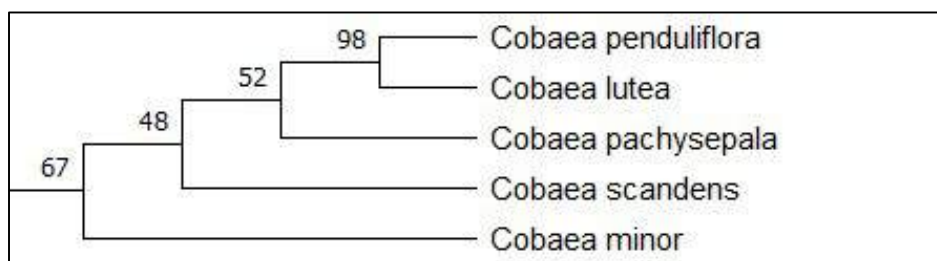 98 Cobaea penduliflora
52 Cobaea lutea
48 Cobaea pachysepala
67 Cobaea scandens
Cobaea minor